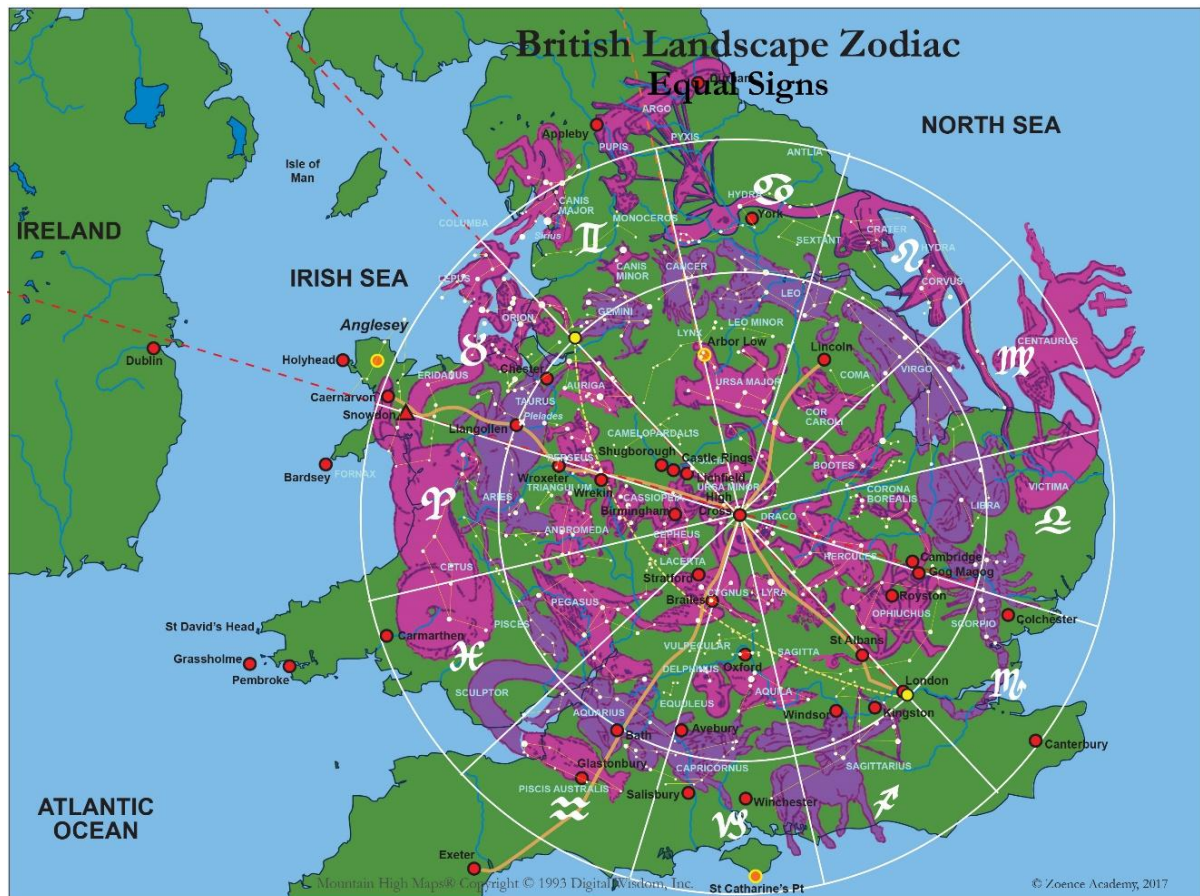 British Landscape Zodiac
Equal Signs
Durham
ARGO
NORTH SEA
Appleby
PYXIS
PUPIS
ANTLIA
Isle of
Man
CANIS
MAJOR
HYDRA
♋
COLUMBA
MONOCEROS
York
CRATER
IRELAND
Sirius
♊
SEXTANT
♌
HYDRA
IRISH SEA
LEPUS
CANIS
MINOR
CANCER
CORVUS
LEO
ORION
GEMINI
LEO MINOR
Anglesey
LYNX
Arbor Low
CENTAURUS
Dublin
Holyhead
♉
Lincoln
♍
ERIDANUS
Chester
AURIGA
URSA MAJOR
COMA
VIRGO
Caernarvon
TAURUS
Snowdon
Pleiades
COR
CAROLI
Llangollen
CAMELOPARDALIS
Shugborough
Castle Rings
PERSEUS
BOOTES
Bardsey
FORNAX
Wroxeter
Lichfield
TRIANGULUM
Wrekin
URSA MINOR
CORONA
BOREALIS
VICTIMA
♈
ARIES
CASSIOPEIA
High
Cross
LIBRA
Birmingham
DRACO
♎
ANDROMEDA
CEPHEUS
HERCULES
Cambridge
CETUS
LACERTA
Gog Magog
Stratford
Royston
PEGASUS
Brailes
CYGNUS
LYRA
OPHIUCHUS
Colchester
St David's Head
PISCES
SCORPIO
Carmarthen
St Albans
Grassholme
♓
VULPECULAR
SAGITTA
Pembroke
DELPHINUS
Oxford
♏
SCULPTOR
AQUILA
London
EQUULEUS
Windsor
Kingston
AQUARIUS
Bath
Avebury
Canterbury
Glastonbury
CAPRICORNUS
SAGITTARIUS
ATLANTIC
OCEAN
PISCIS AUSTRALIS
Salisbury
Winchester
♒
♑
♐
Exeter
Mountain High Maps® Copyright © 1993 Digital Wisdom, Inc.
St Catharine's Pt
© Zoence Academy, 2017